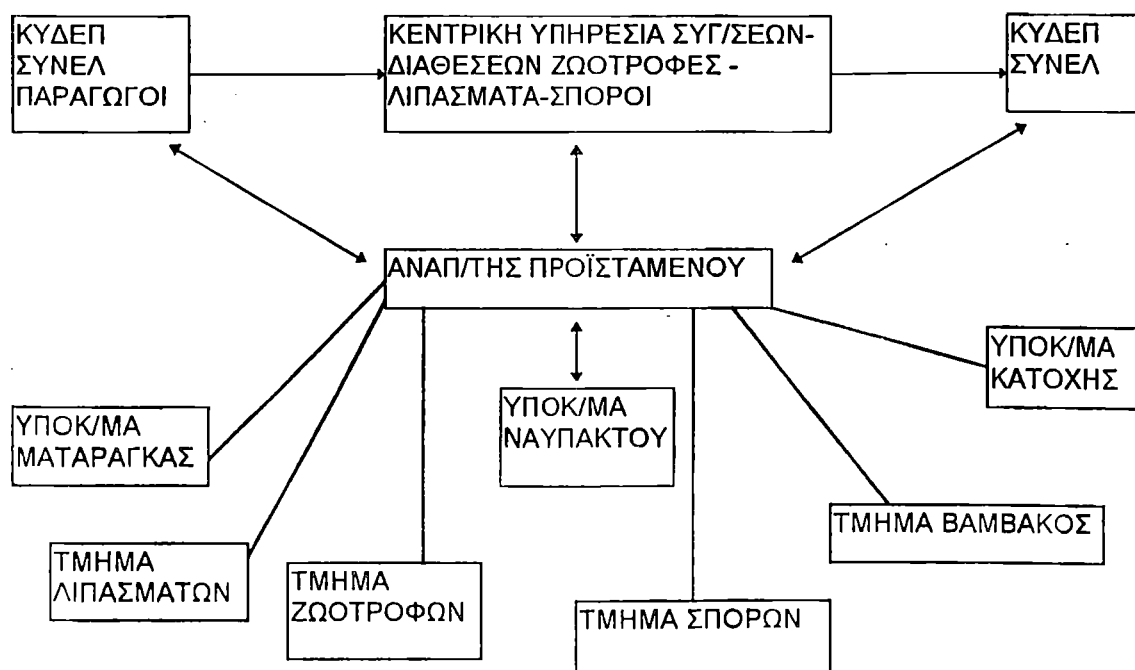 ΚΥΔΕΠ
ΣΥΝΕΛ
ΠΑΡΑΓΩΓΟΙ
ΚΕΝΤΡΙΚΗ ΥΠΗΡΕΣΙΑ ΣΥΓ/ΣΕΩΝ-
ΔΙΑΘΕΣΕΩΝ ΖΩΟΤΡΟΦΕΣ -
ΛΙΠΑΣΜΑΤΑ-ΣΠΟΡΟΙ
ΚΥΔΕΠ
ΣΥΝΕΛ
ΑΝΑΠ/ΤΗΣ ΠΡΟΪΣΤΑΜΕΝΟΥ
ΥΠΟΚ/ΜΑ
ΚΑΤΟΧΗΣ
ΥΠΟΚ/ΜΑ
ΝΑΥΠΑΚΤΟΥ
ΥΠΟΚ/ΜΑ
ΜΑΤΑΡΑΓΚΑΣ
ΤΜΗΜΑ ΒΑΜΒΑΚΟΣ
ΤΜΗΜΑ
ΛΙΠΑΣΜΑΤΩΝ
ΤΜΗΜΑ
ΖΩΟΤΡΟΦΩΝ
ΤΜΗΜΑ ΣΠΟΡΩΝ